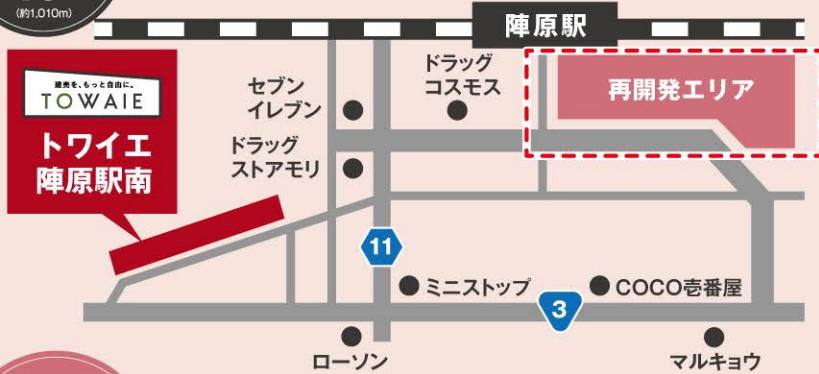 (約1,010m)
陣原駅
建売を、もっと自由に。
TOWAIE
トワイエ
陣原駅南
セブン
イレブン
ドラッグ
コスモス
再開発エリア
ドラッグ
ストアモリ
11
ミニストップ
3
COCO壱番屋
ローソン
マルキョウ